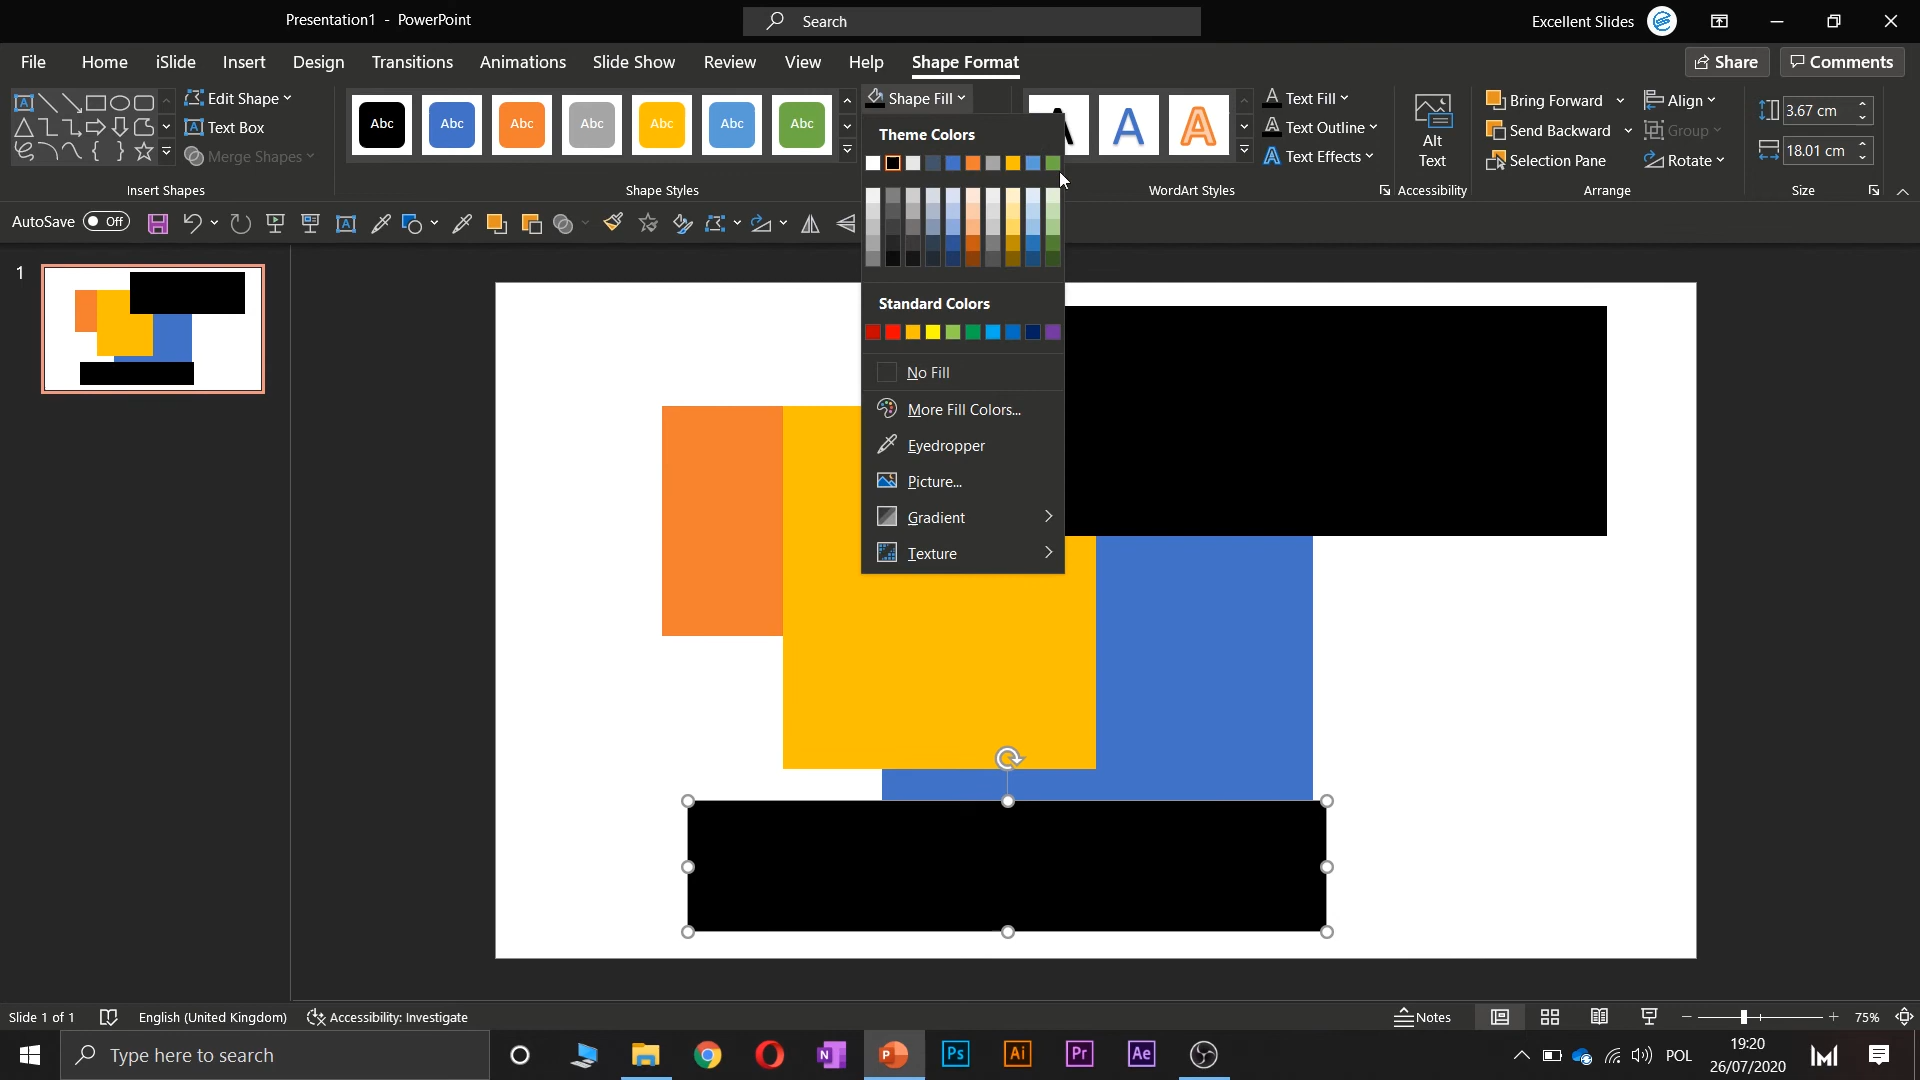 Presentation1 - PowerPoint
Search
Excellent Slides
File Home iSlide Insert Design Transitions Animations Slide Show Review View Help Shape Format
Share Comments
Edit Shape
Text Box
Merge Shapes
Insert Shapes
Abc Abc Abc Abc Abc Abc Abc
Shape Styles
Shape Fill
Theme Colors
Standard Colors
No Fill
More Fill Colors...
Eyedropper
Picture...
Gradient
Texture
A A A
WordArt Styles
Text Fill
Text Outline
Text Effects
Alt
Text
Accessibility
Bring Forward
Send Backward
Selection Pane
Align
Group
Rotate
Arrange
3.67 cm
18.01 cm
Size
AutoSave Off
1
Slide 1 of 1 English (United Kingdom) Accessibility: Investigate
Notes 75%
Type here to search
N P Ps Ai Pr Ae
POL
19:20
26/07/2020